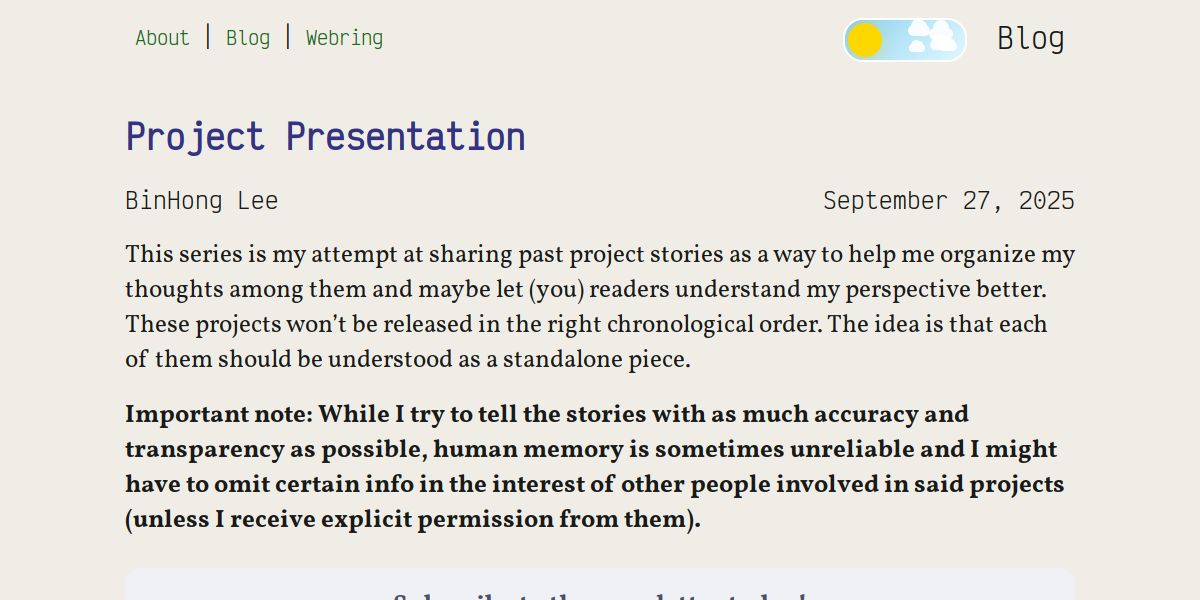 About | Blog | Webring
Blog
Project Presentation
BinHong Lee
September 27, 2025
This series is my attempt at sharing past project stories as a way to help me organize my
thoughts among them and maybe let (you) readers understand my perspective better.
These projects won’t be released in the right chronological order. The idea is that each
of them should be understood as a standalone piece.
Important note: While I try to tell the stories with as much accuracy and
transparency as possible, human memory is sometimes unreliable and I might
have to omit certain info in the interest of other people involved in said projects
(unless I receive explicit permission from them).